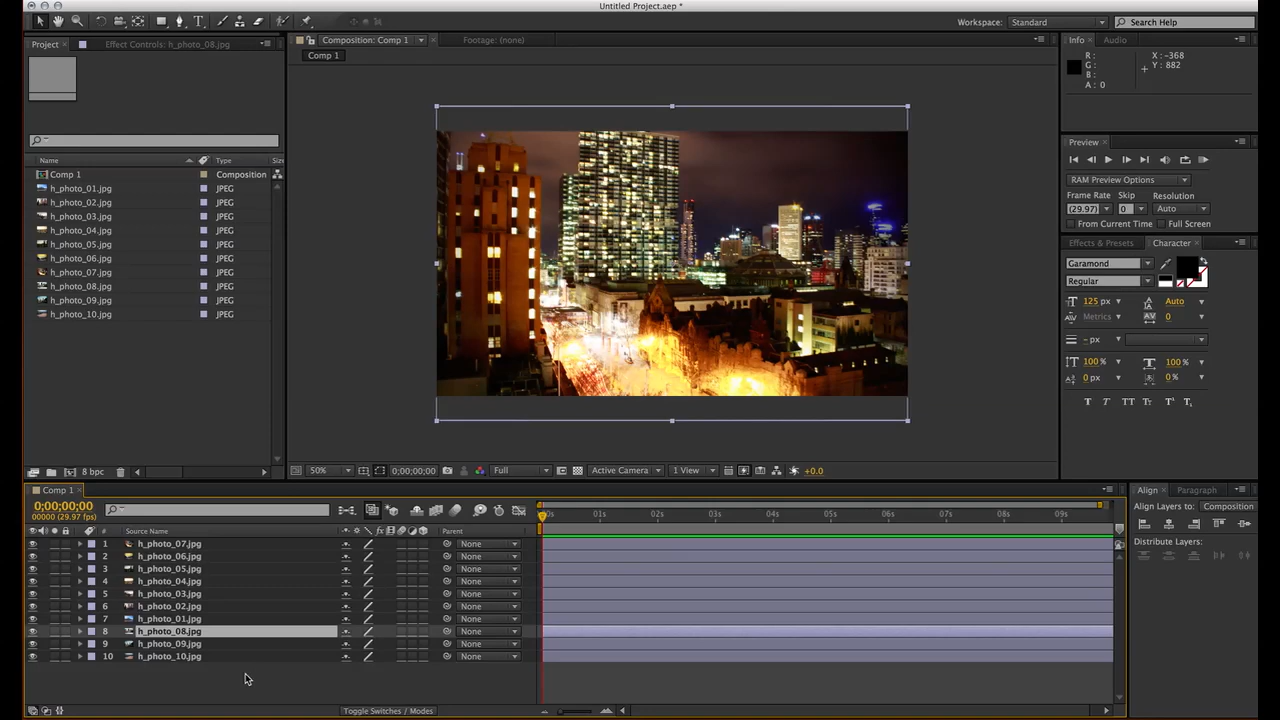 Untitled Project.aep *
Workspace: Standard Search Help
Project Effect Controls: h_photo_08.jpg
Composition: Comp 1 Footage: (none)
Comp 1
Info Audio
R: X: -368
G: Y: 882
B:
A: 0
Preview
RAM Preview Options
Frame Rate Skip Resolution
(29.97) 0 Auto
From Current Time Full Screen
Effects & Presets Character
Garamond
Regular
125 px Auto
Metrics 0
- px
100 % 100 %
0 px 0 %
T T TT Tr T¹ T₁
Name Type Siz
Comp 1 Composition
h_photo_01.jpg JPEG
h_photo_02.jpg JPEG
h_photo_03.jpg JPEG
h_photo_04.jpg JPEG
h_photo_05.jpg JPEG
h_photo_06.jpg JPEG
h_photo_07.jpg JPEG
h_photo_08.jpg JPEG
h_photo_09.jpg JPEG
h_photo_10.jpg JPEG
8 bpc
50% 0;00;00;00 Full Active Camera 1 View +0.0
Comp 1
0;00;00;00
00000 (29.97 fps)
0s 01s 02s 03s 04s 05s 06s 07s 08s 09s
# Source Name fx Parent
1 h_photo_07.jpg None
2 h_photo_06.jpg None
3 h_photo_05.jpg None
4 h_photo_04.jpg None
5 h_photo_03.jpg None
6 h_photo_02.jpg None
7 h_photo_01.jpg None
8 h_photo_08.jpg None
9 h_photo_09.jpg None
10 h_photo_10.jpg None
Toggle Switches / Modes
Align Paragraph
Align Layers to: Composition
Distribute Layers: